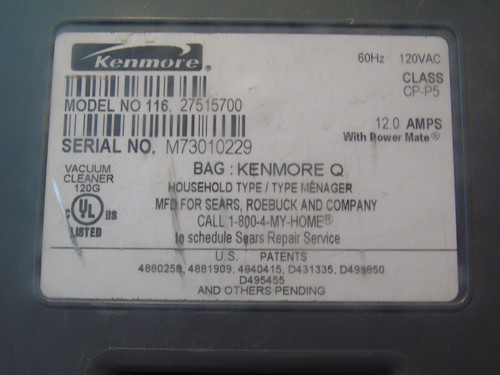 Kenmore®
60Hz 120VAC
CLASS
CP-P5
MODEL NO 116. 27515700
12.0 AMPS
With Power Mate®
SERIAL NO. M73010229
VACUUM
CLEANER
120G
BAG : KENMORE Q
HOUSEHOLD TYPE / TYPE MENAGER
MFD FOR SEARS, ROEBUCK AND COMPANY
CALL 1-800-4-MY-HOME®
to schedule Sears Repair Service
C UL® US
LISTED
U.S. PATENTS
4880258, 4881909, 4940415, D431335, D499850
D495455
AND OTHERS PENDING